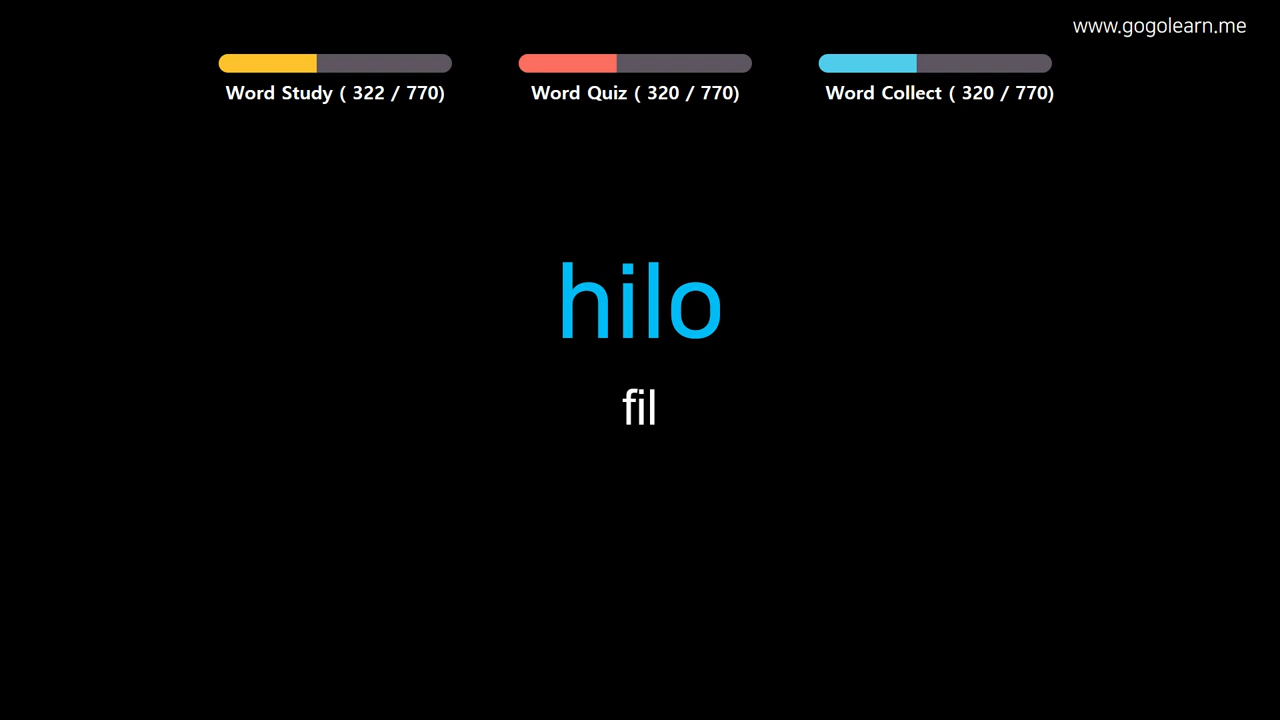 www.gogolearn.me
Word Study ( 322 / 770)
Word Quiz ( 320 / 770)
Word Collect ( 320 / 770)
hilo
fil